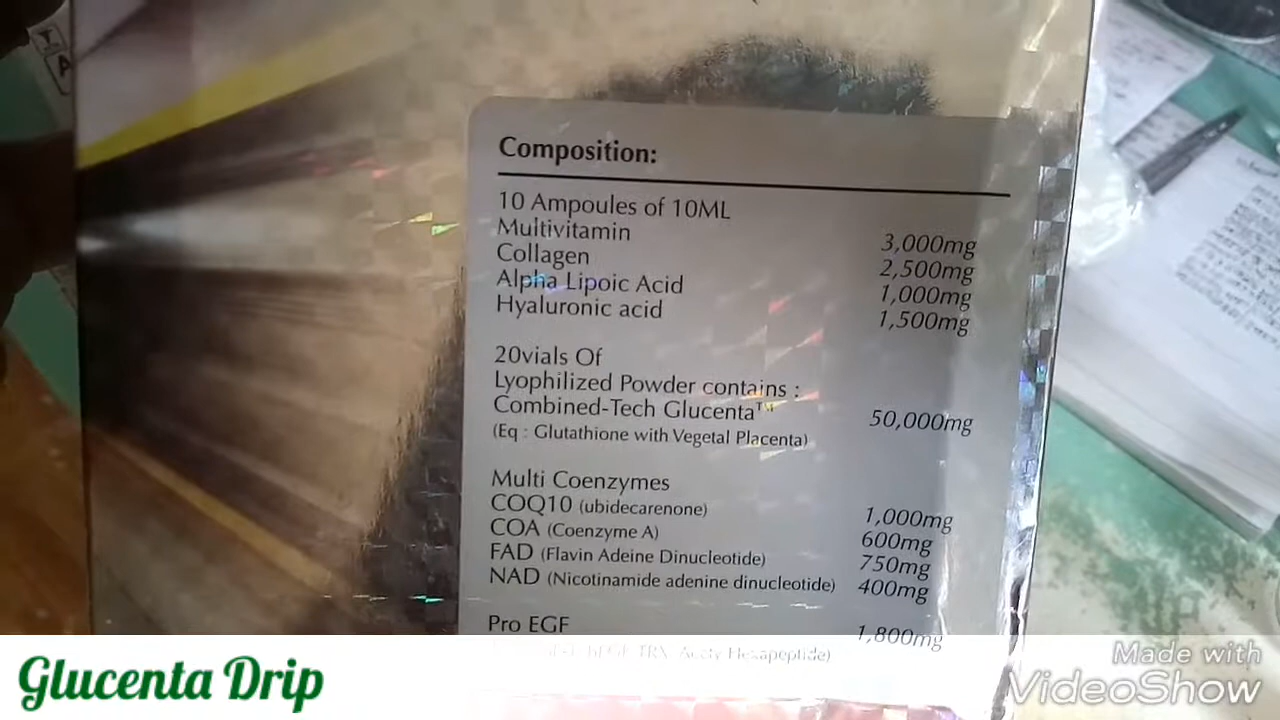 Composition:
10 Ampoules of 10ML
Multivitamin 3,000mg
Collagen 2,500mg
Alpha Lipoic Acid 1,000mg
Hyaluronic acid 1,500mg
20vials Of
Lyophilized Powder contains :
Combined-Tech Glucenta™ 50,000mg
(Eq : Glutathione with Vegetal Placenta)
Multi Coenzymes
COQ10 (ubidecarenone) 1,000mg
COA (Coenzyme A) 600mg
FAD (Flavin Adeine Dinucleotide) 750mg
NAD (Nicotinamide adenine dinucleotide) 400mg
Pro EGF 1,800mg
Hexapeptide)
Glucenta Drip
Made with
VideoShow